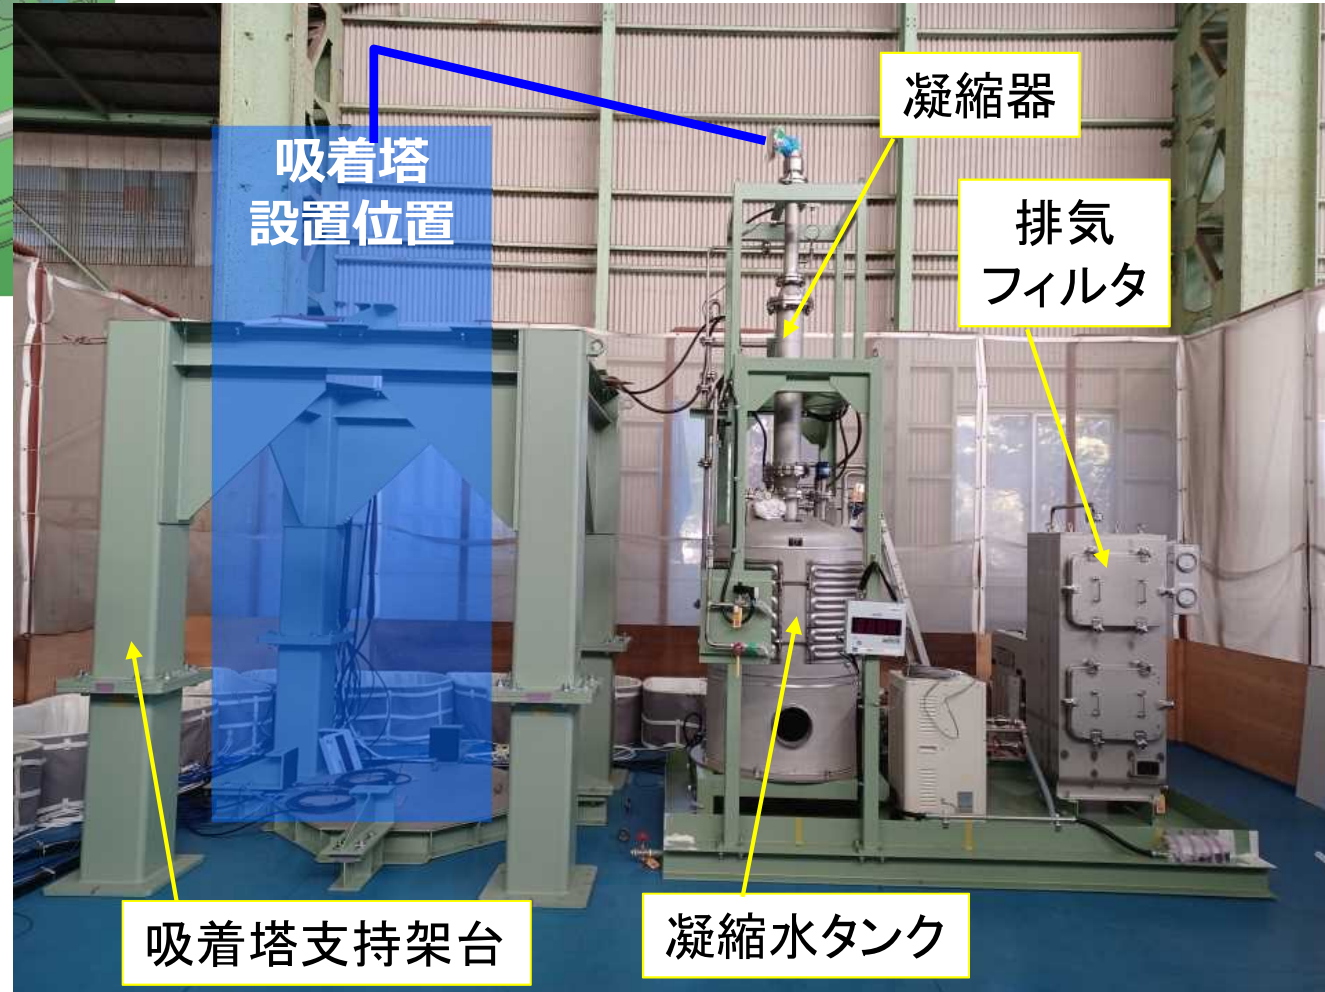 吸着塔
設置位置
凝縮器
排気
フィルタ
吸着塔支持架台
凝縮水タンク